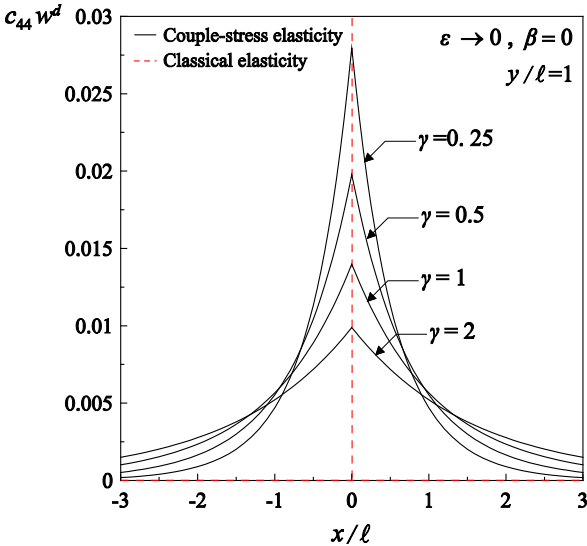 c₄₄ wᵈ
0.03
0.025
0.02
0.015
0.01
0.005
0
Couple-stress elasticity
Classical elasticity
ε → 0 , β = 0
y/ℓ = 1
γ = 0. 25
γ = 0.5
γ = 1
γ = 2
-3 -2 -1 0 1 2 3
x/ℓ